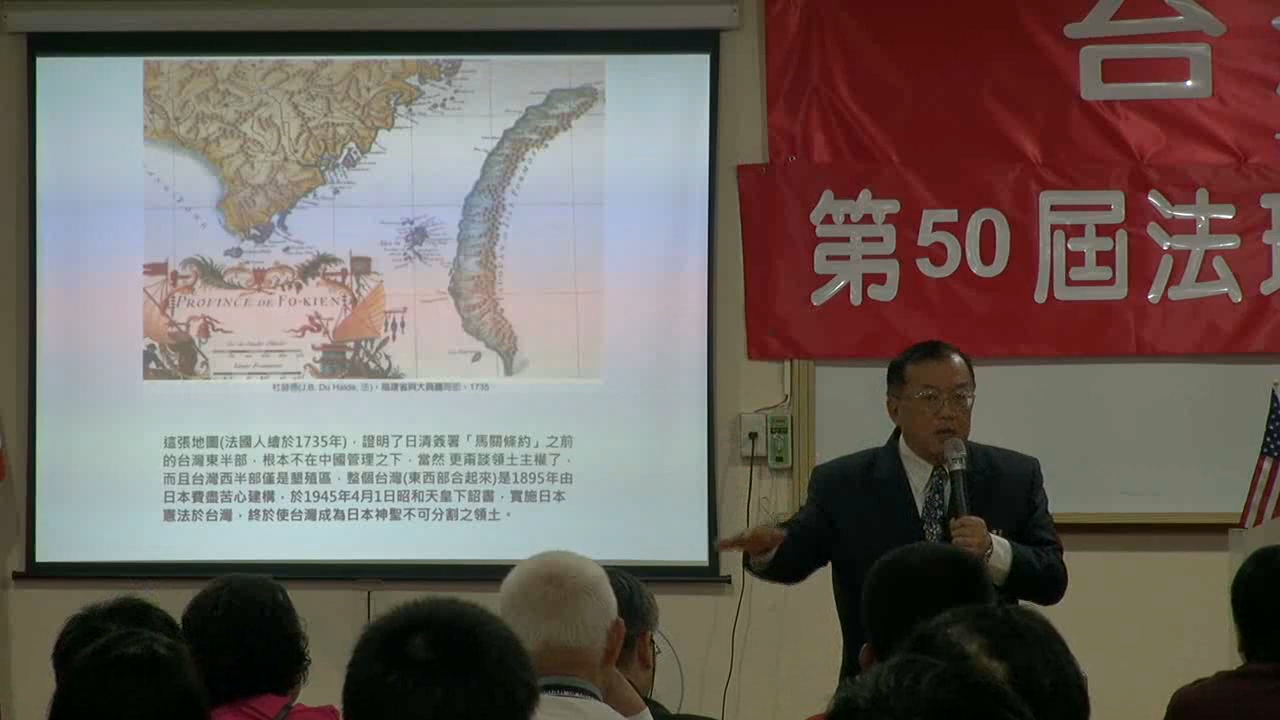 台
第50屆法理
PROVINCE DE FO-KIEN
杜赫德(J.B. Du Halde, 法)，福建省與大員圖局部，1735
這張地圖(法國人繪於1735年)，證明了日清簽署「馬關條約」之前
的台灣東半部，根本不在中國管理之下，當然 更甭談領土主權了，
而且台灣西半部僅是墾殖區，整個台灣(東西部合起來)是1895年由
日本費盡苦心建構，於1945年4月1日昭和天皇下詔書，實施日本
憲法於台灣，終於使台灣成為日本神聖不可分割之領土。